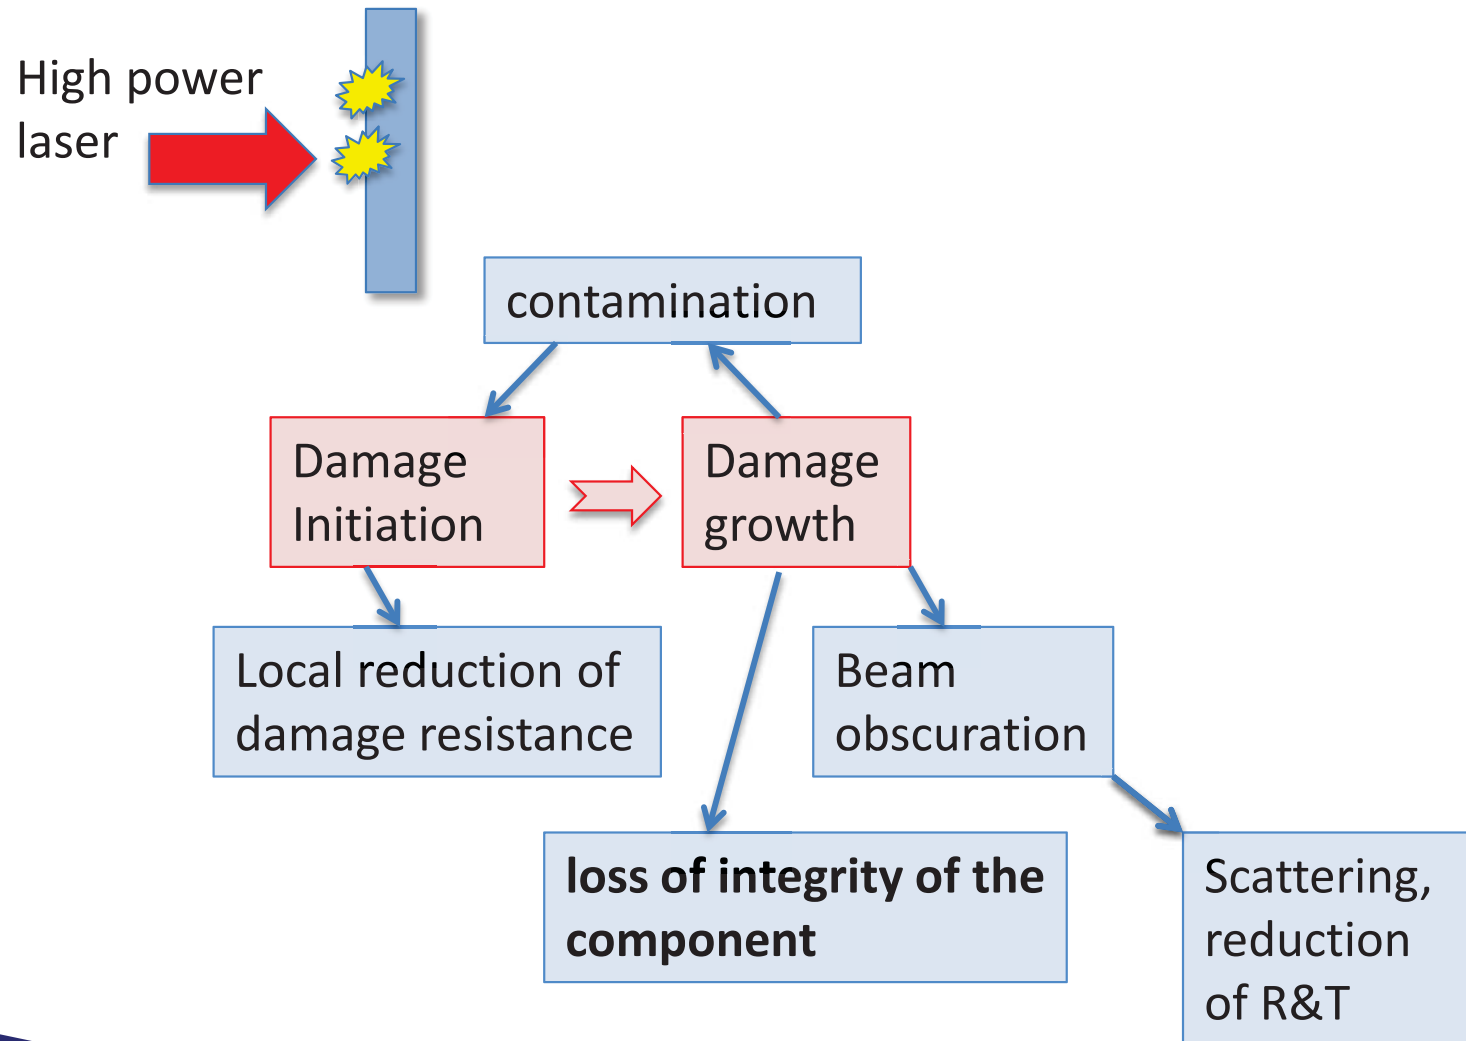 High power
laser
contamination
Damage
Initiation
Damage
growth
Local reduction of
damage resistance
Beam
obscuration
loss of integrity of the
component
Scattering,
reduction
of R&T